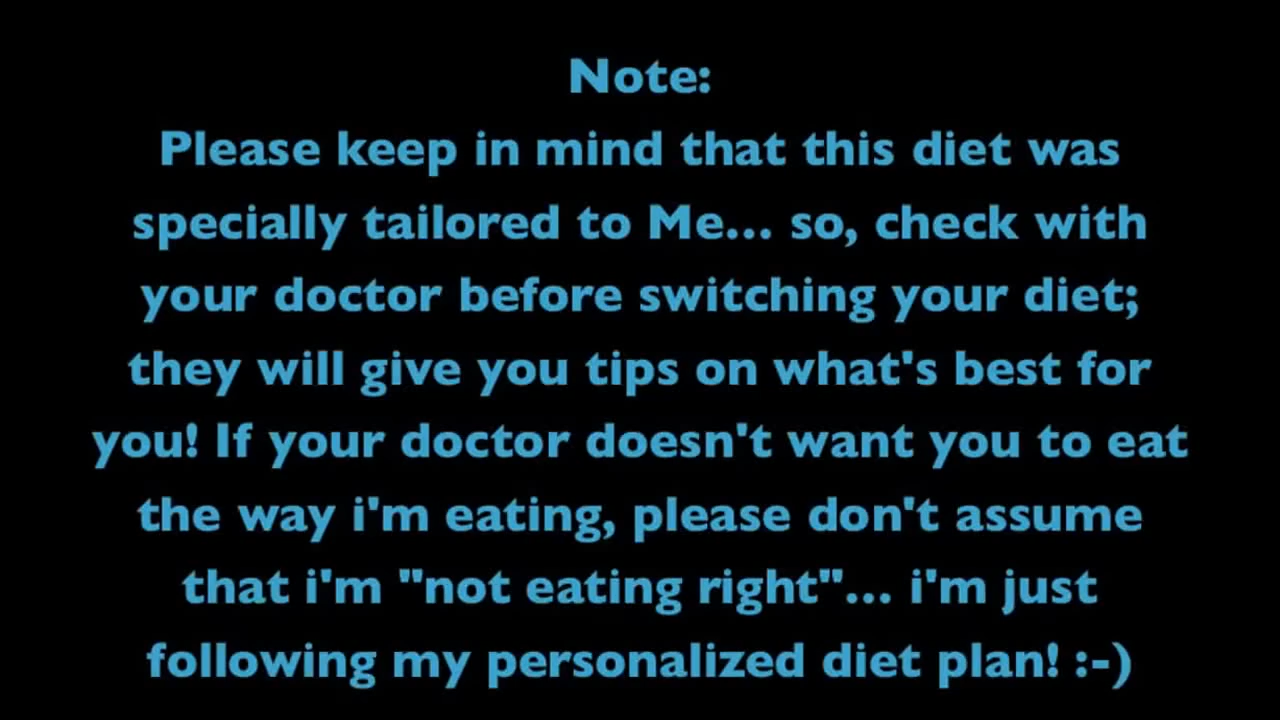 Note:
Please keep in mind that this diet was
specially tailored to Me... so, check with
your doctor before switching your diet;
they will give you tips on what's best for
you! If your doctor doesn't want you to eat
the way i'm eating, please don't assume
that i'm "not eating right"... i'm just
following my personalized diet plan! :-)